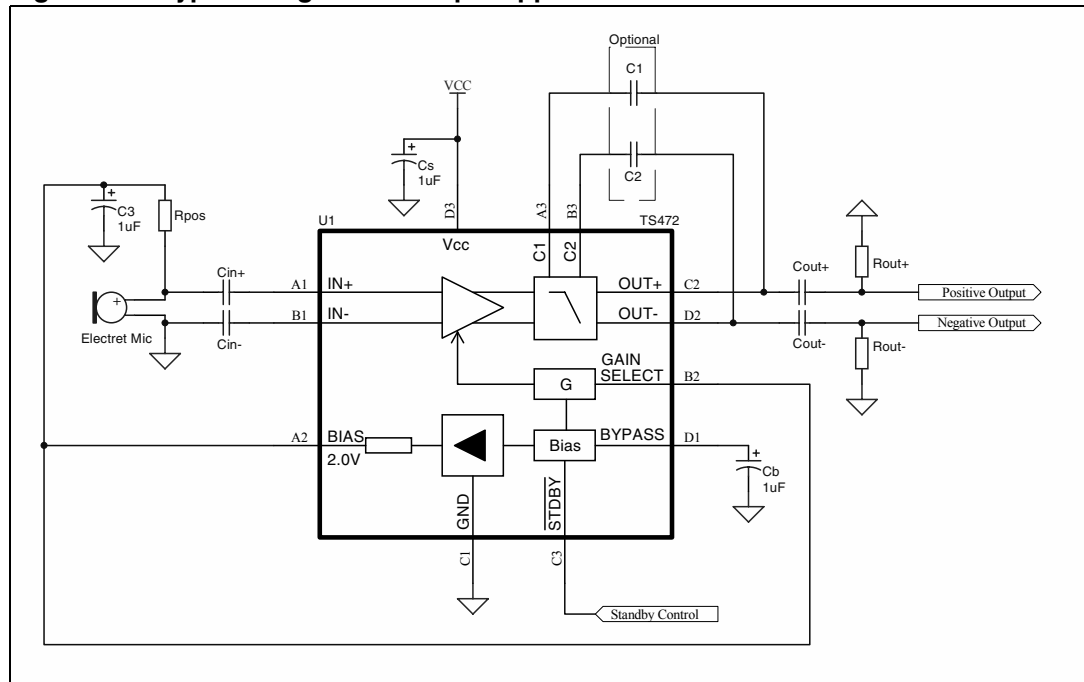 Optional
C1
VCC
Cs
1uF
C2
C3
1uF
Rpos
D3
A3
B3
U1
TS472
Vcc
C1
C2
Cin+
A1
IN+
OUT+
C2
Cout+
Rout+
Positive Output
B1
IN-
OUT-
D2
Negative Output
Electret Mic
Cin-
Cout-
Rout-
GAIN
SELECT
B2
G
A2
BIAS
2.0V
Bias
BYPASS
D1
Cb
1uF
GND
STDBY
C1
C3
Standby Control